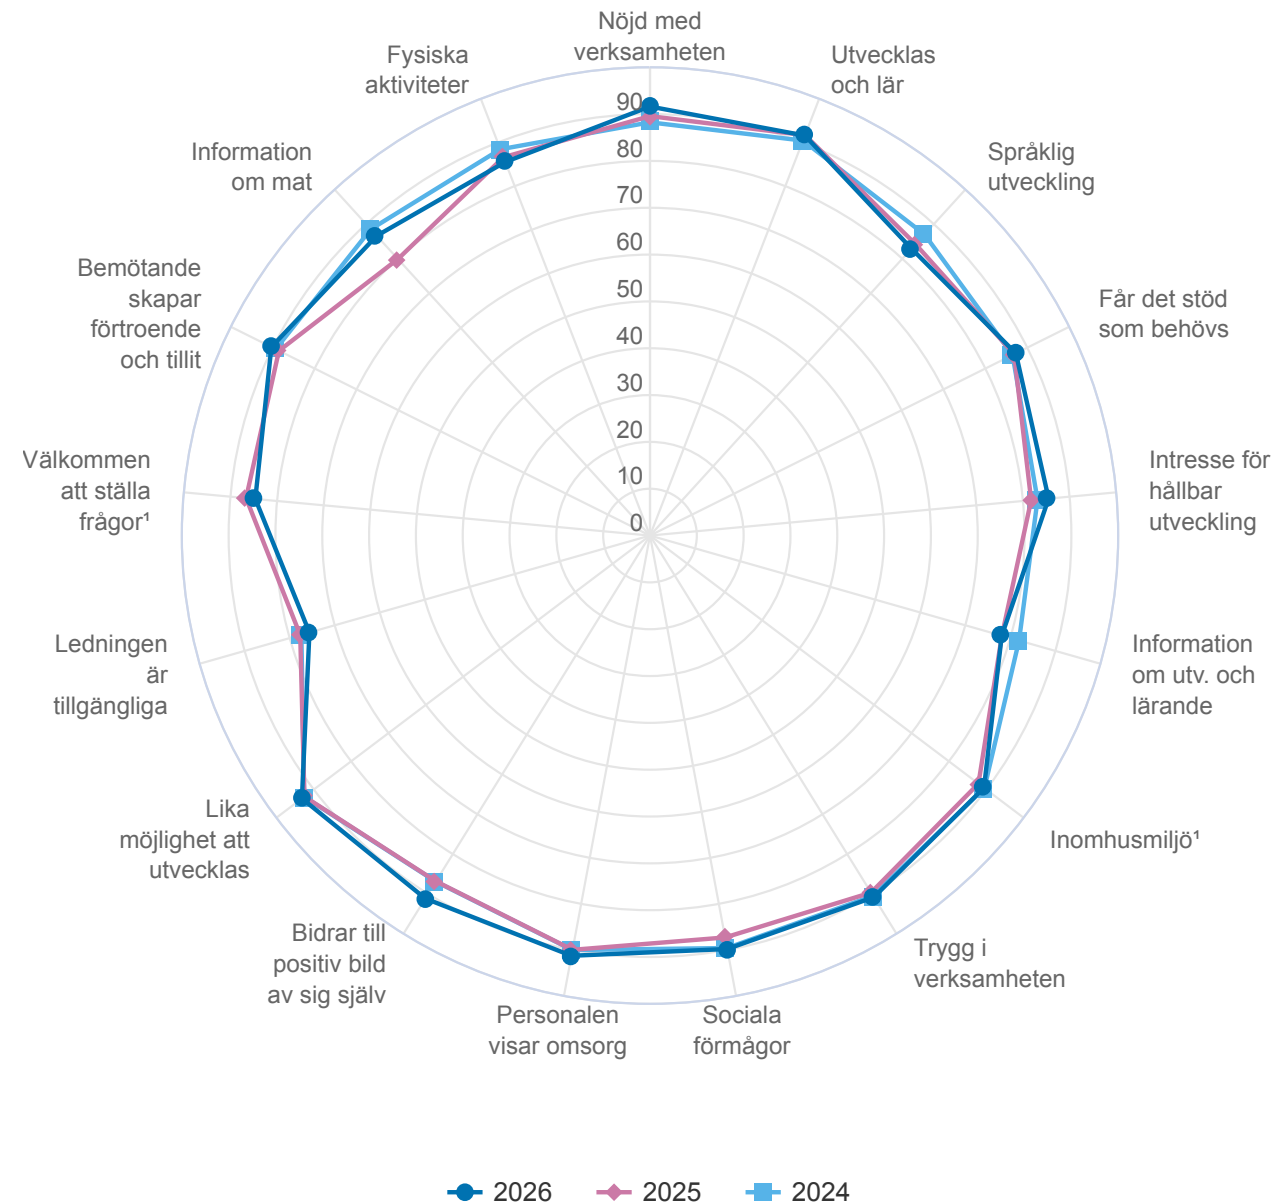 Nöjd med
verksamheten
Utvecklas
och lär
Språklig
utveckling
Får det stöd
som behövs
Intresse för
hållbar
utveckling
Information
om utv. och
lärande
Inomhusmiljö¹
Trygg i
verksamheten
Sociala
förmågor
Personalen
visar omsorg
Bidrar till
positiv bild
av sig själv
Lika
möjlighet att
utvecklas
Ledningen
är
tillgängliga
Välkommen
att ställa
frågor¹
Bemötande
skapar
förtroende
och tillit
Information
om mat
Fysiska
aktiviteter
90
80
70
60
50
40
30
20
10
0
2026 2025 2024